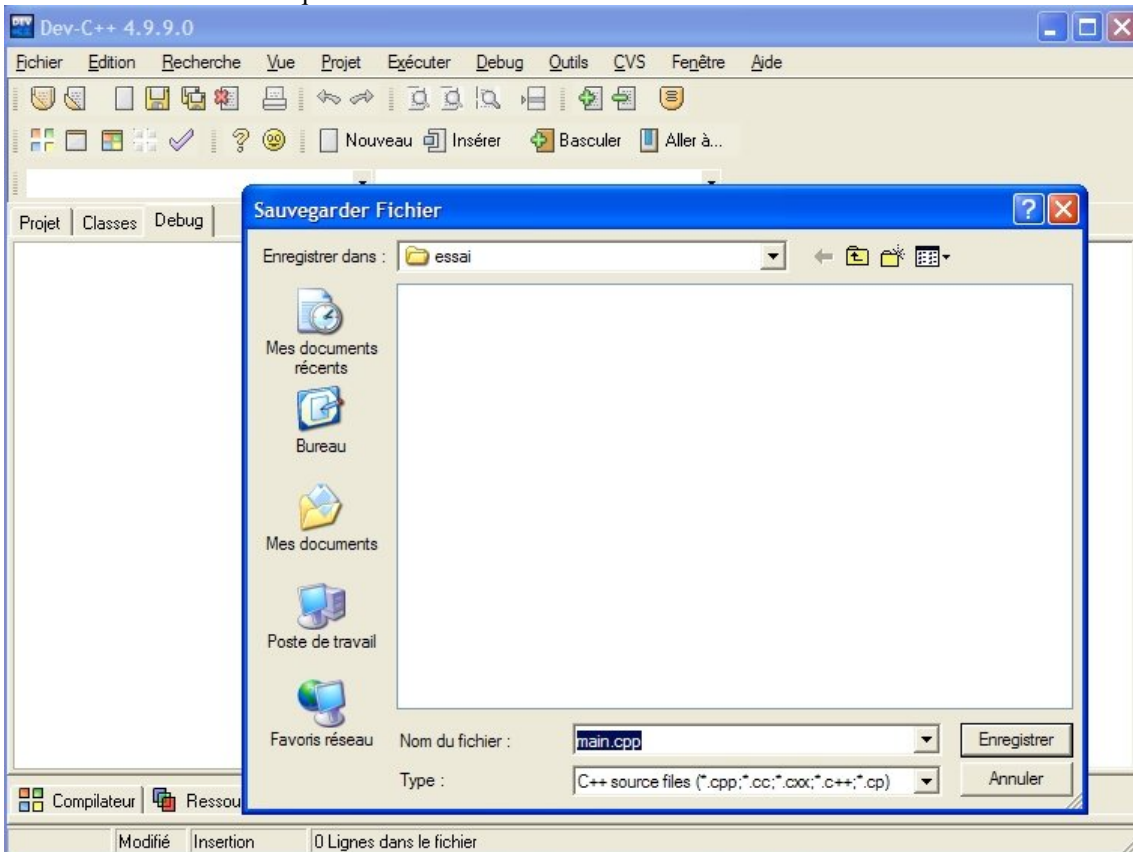 Dev-C++ 4.9.9.0
Fichier Edition Recherche Vue Projet Exécuter Debug Outils CVS Fenêtre Aide
Nouveau Insérer Basculer Aller à...
Projet Classes Debug
Sauvegarder Fichier
Enregistrer dans : essai
Mes documents
récents
Bureau
Mes documents
Poste de travail
Favoris réseau
Nom du fichier : main.cpp Enregistrer
Type : C++ source files (*.cpp;*.cc;*.cxx;*.c++;*.cp) Annuler
Compilateur Ressou
Modifié Insertion 0 Lignes dans le fichier